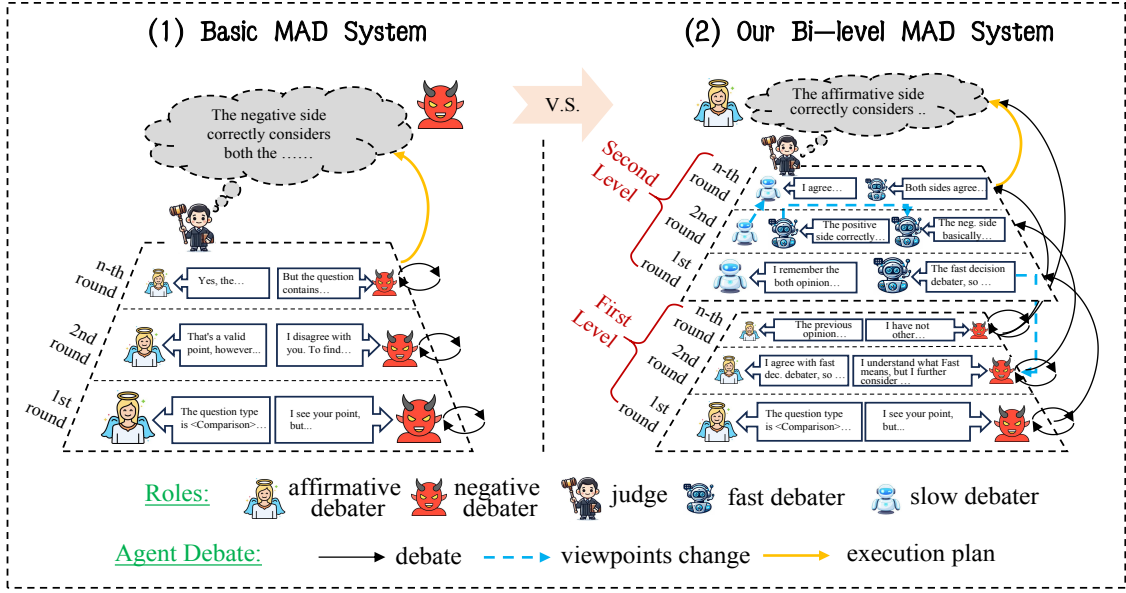 (1) Basic MAD System
The negative side
correctly considers
both the ……
n-th
round
Yes, the…
But the question
contains…
2nd
round
That's a valid
point, however...
I disagree with
you. To find…
1st
round
The question type
is <Comparison>…
I see your point,
but...
V.S.
(2) Our Bi-level MAD System
The affirmative side
correctly considers ..
Second
Level
n-th
round
I agree…
Both sides agree..
2nd
round
The positive
side correctly…
The neg. side
basically…
1st
round
I remember the
both opinion…
The fast decision
debater, so …
First
Level
n-th
round
The previous
opinion…
I have not
other…
2nd
round
I agree with fast
dec. debater, so …
I understand what Fast
means, but I further
consider …
1st
round
The question type
is <Comparison>…
I see your point,
but...
Roles:
affirmative
debater
negative
debater
judge
fast debater
slow debater
Agent Debate:
debate
viewpoints change
execution plan